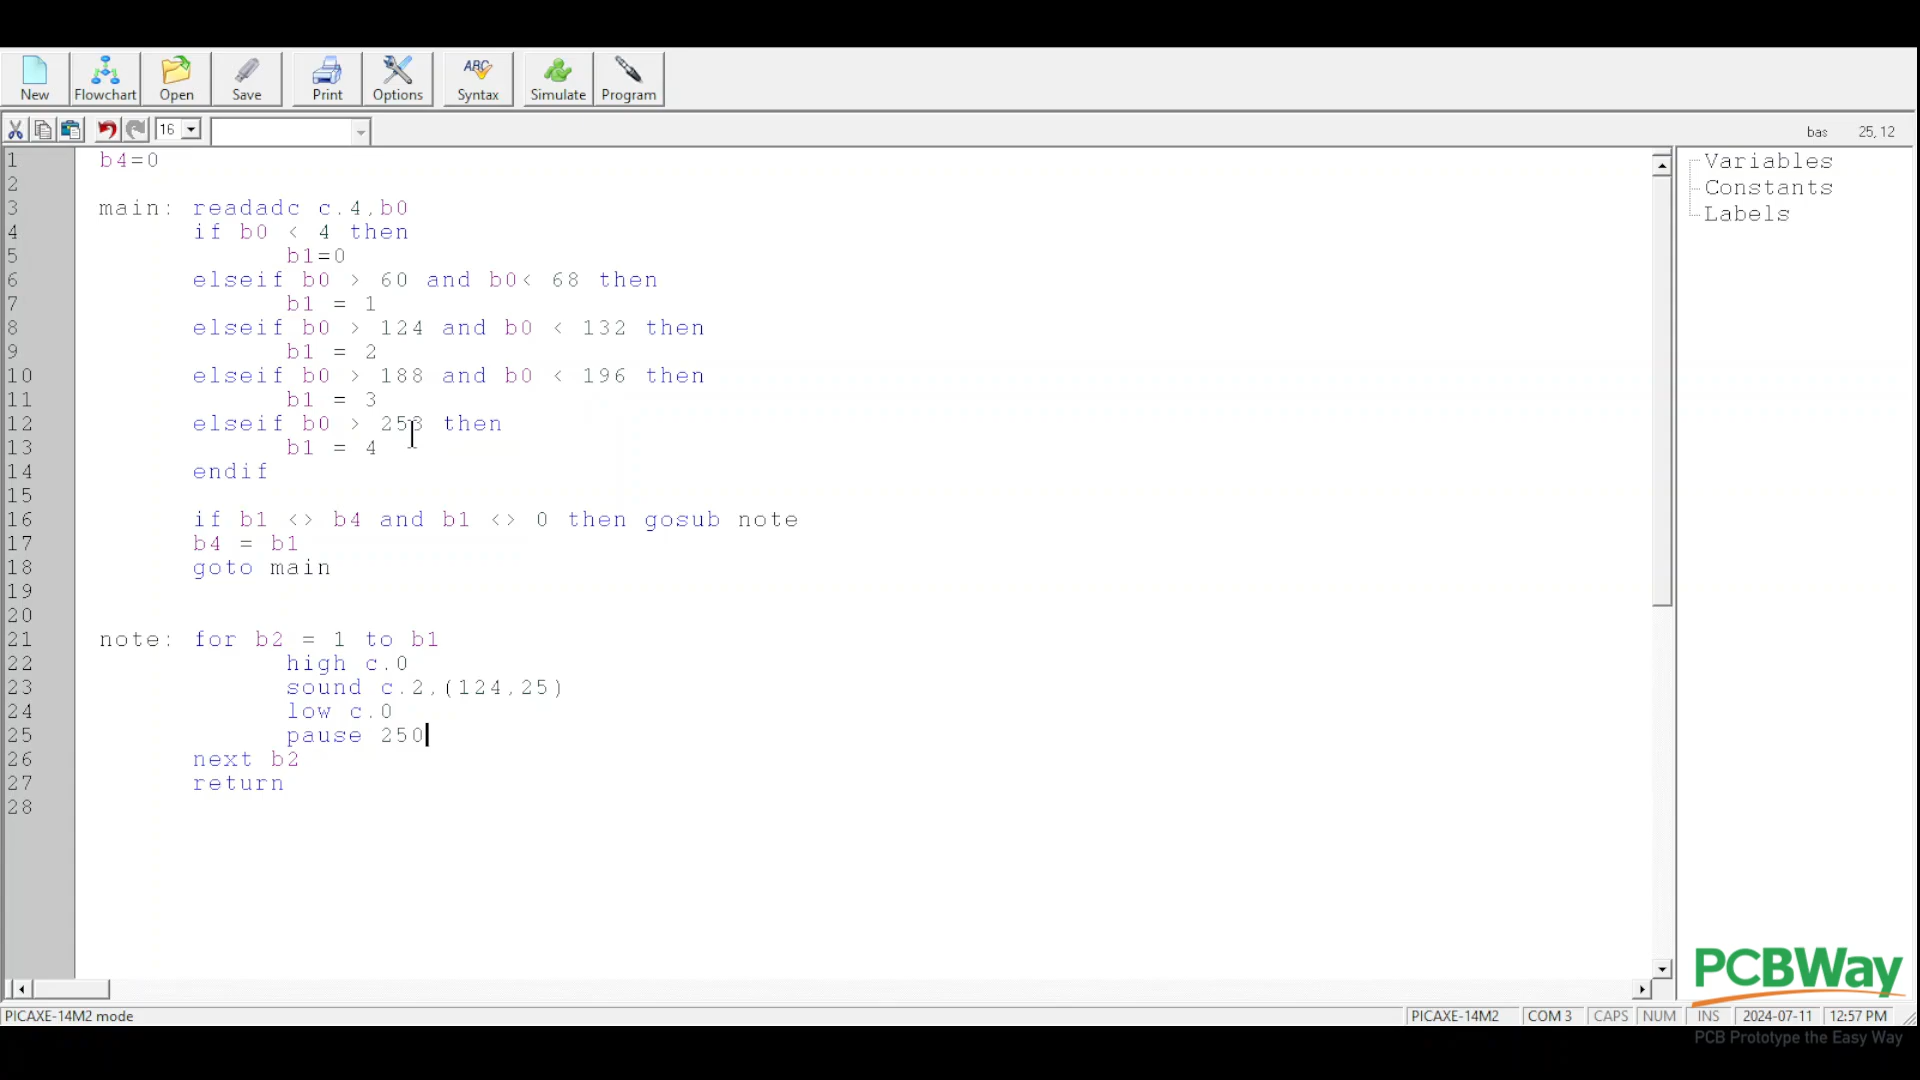 New Flowchart Open Save Print Options ABC Syntax Simulate Program
16 bas 25, 12
1 b4=0
2
3 main: readadc c.4,b0
4 if b0 < 4 then
5 b1=0
6 elseif b0 > 60 and b0< 68 then
7 b1 = 1
8 elseif b0 > 124 and b0 < 132 then
9 b1 = 2
10 elseif b0 > 188 and b0 < 196 then
11 b1 = 3
12 elseif b0 > 253 then
13 b1 = 4
14 endif
15
16 if b1 <> b4 and b1 <> 0 then gosub note
17 b4 = b1
18 goto main
19
20
21 note: for b2 = 1 to b1
22 high c.0
23 sound c.2,(124,25)
24 low c.0
25 pause 250
26 next b2
27 return
28
Variables
Constants
Labels
PCBWay
PICAXE-14M2 mode PICAXE-14M2 COM 3 CAPS NUM INS 2024-07-11 12:57 PM
PCB Prototype the Easy Way